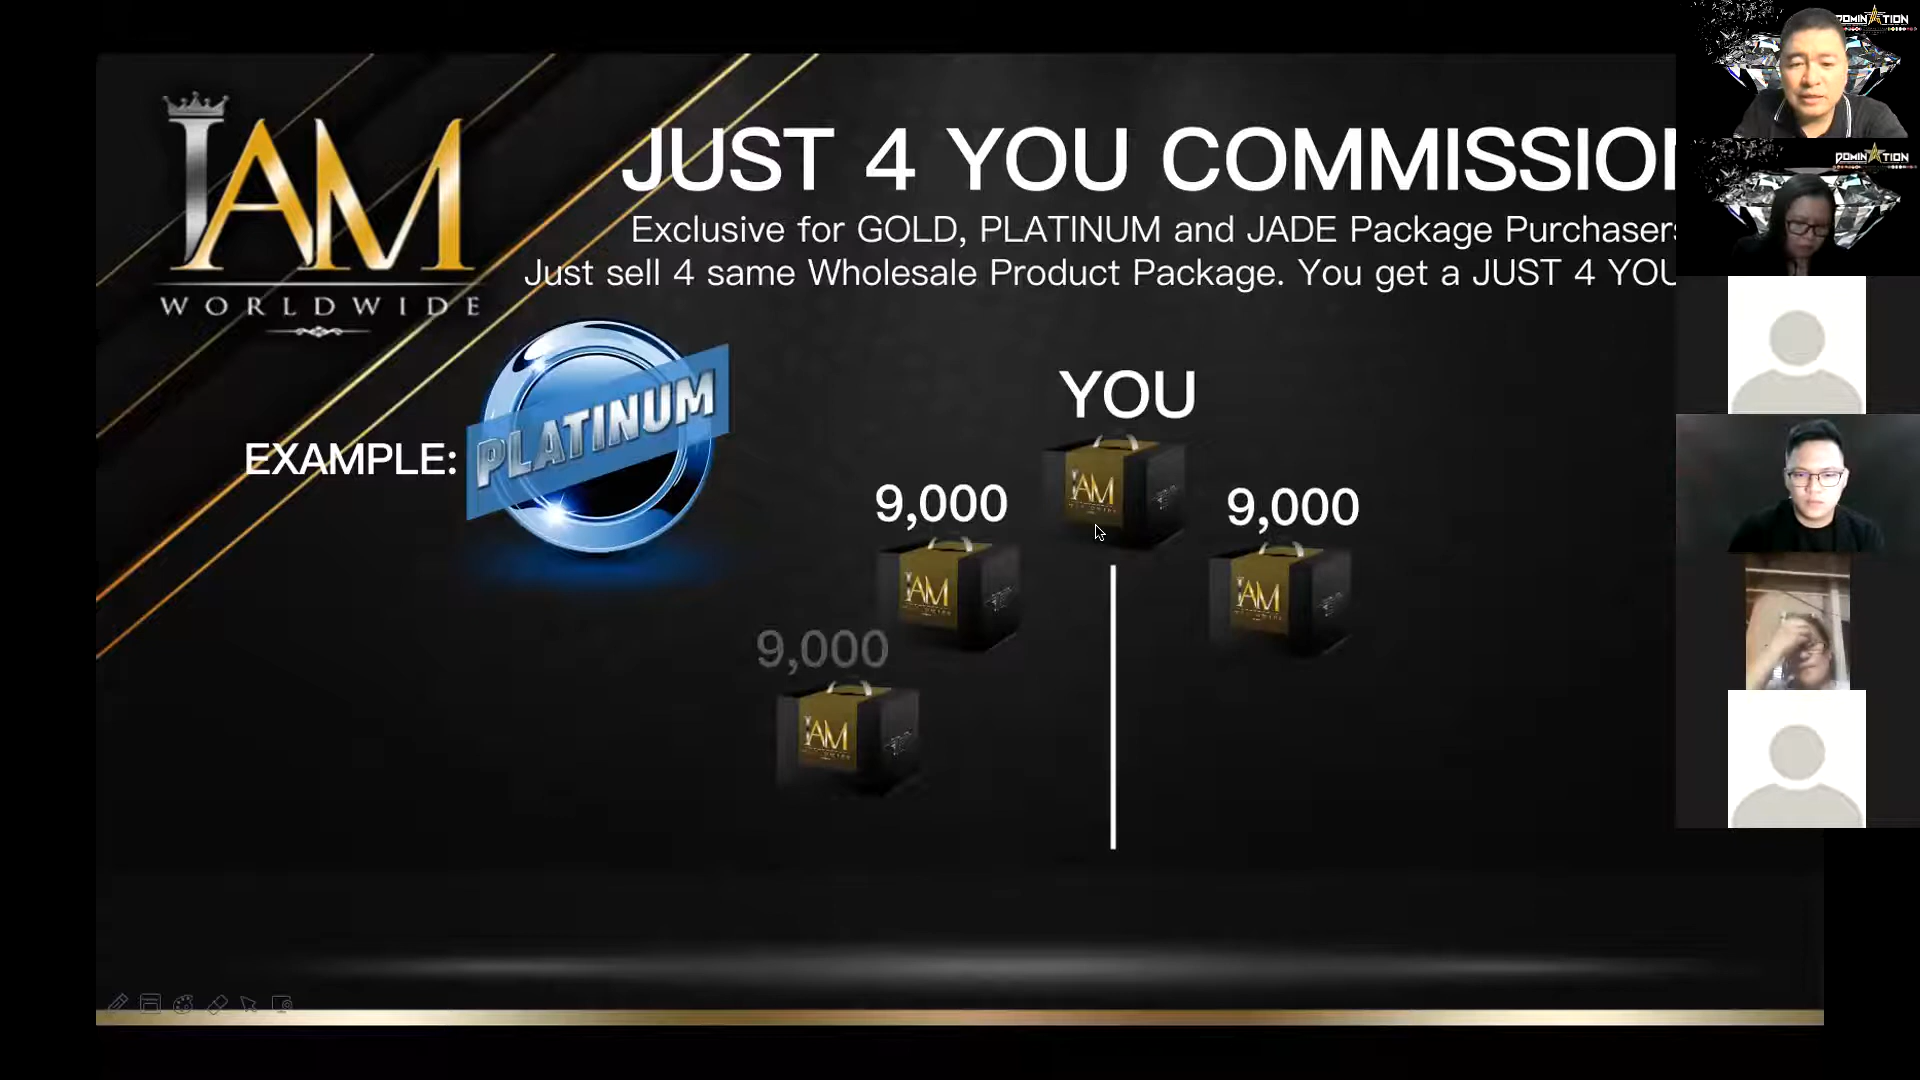 IAM
WORLDWIDE
JUST 4 YOU COMMISSION
Exclusive for GOLD, PLATINUM and JADE Package Purchasers
Just sell 4 same Wholesale Product Package. You get a JUST 4 YOU
EXAMPLE:
PLATINUM
YOU
IAM
9,000
9,000
IAM
IAM
9,000
IAM
DOMINATION
DOMINATION